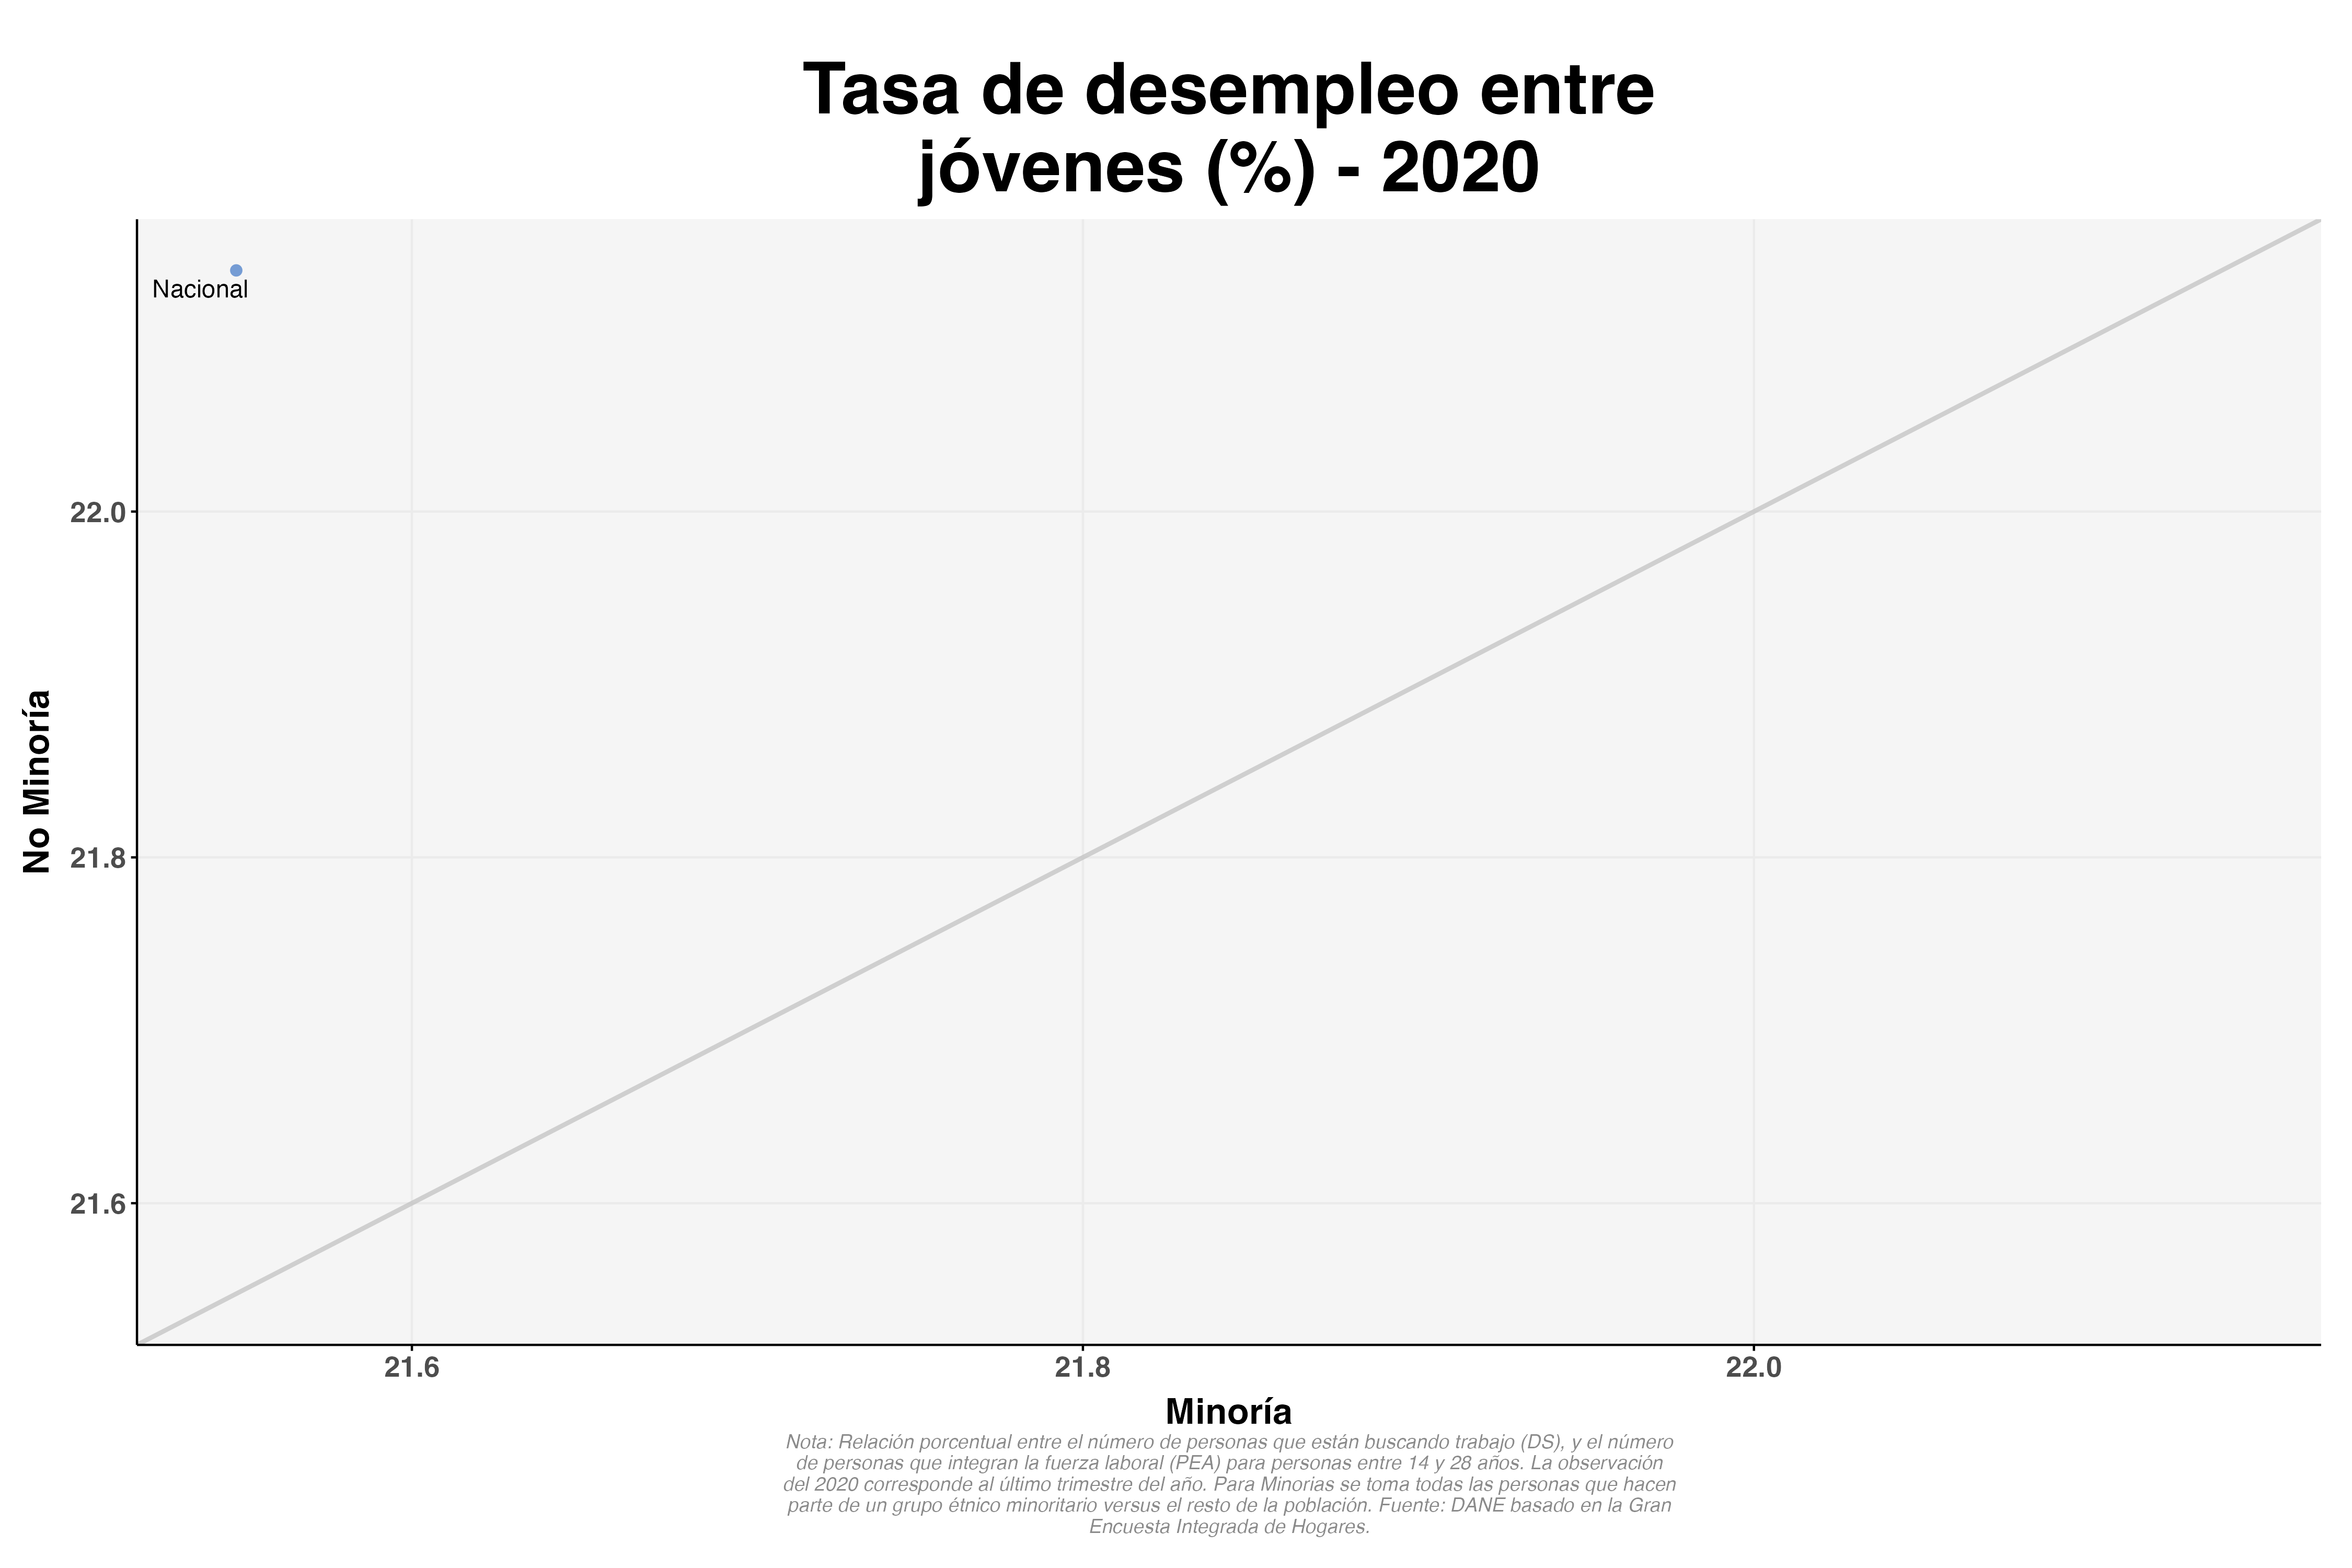 Tasa de desempleo entre
jóvenes (%) - 2020
Nacional
22.0
21.8
21.6
No Minoría
21.6
21.8
22.0
Minoría
Nota: Relación porcentual entre el número de personas que están buscando trabajo (DS), y el número
de personas que integran la fuerza laboral (PEA) para personas entre 14 y 28 años. La observación
del 2020 corresponde al último trimestre del año. Para Minorias se toma todas las personas que hacen
parte de un grupo étnico minoritario versus el resto de la población. Fuente: DANE basado en la Gran
Encuesta Integrada de Hogares.